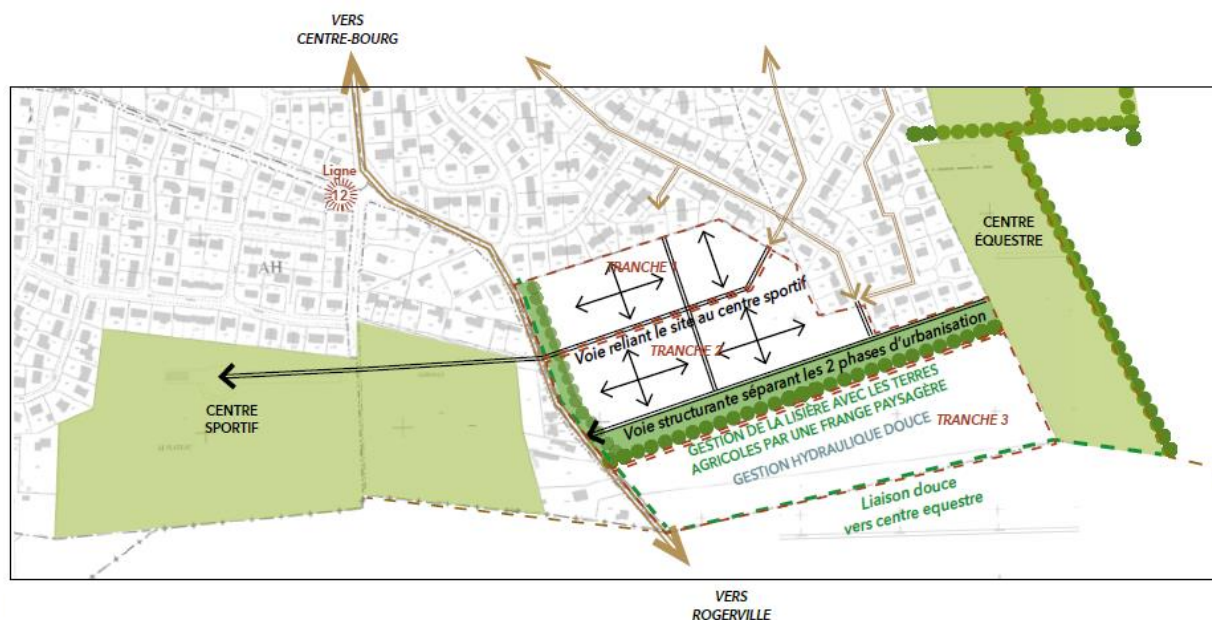 VERS
CENTRE-BOURG
Ligne
12
AH
CENTRE
ÉQUESTRE
TRANCHE 1
Voie reliant le site au centre sportif
TRANCHE 2
CENTRE
SPORTIF
Voie structurante séparant les 2 phases d'urbanisation
GESTION DE LA LISIÈRE AVEC LES TERRES
AGRICOLES PAR UNE FRANGE PAYSAGÈRE
TRANCHE 3
GESTION HYDRAULIQUE DOUCE
Liaison douce
vers centre equestre
VERS
ROGERVILLE